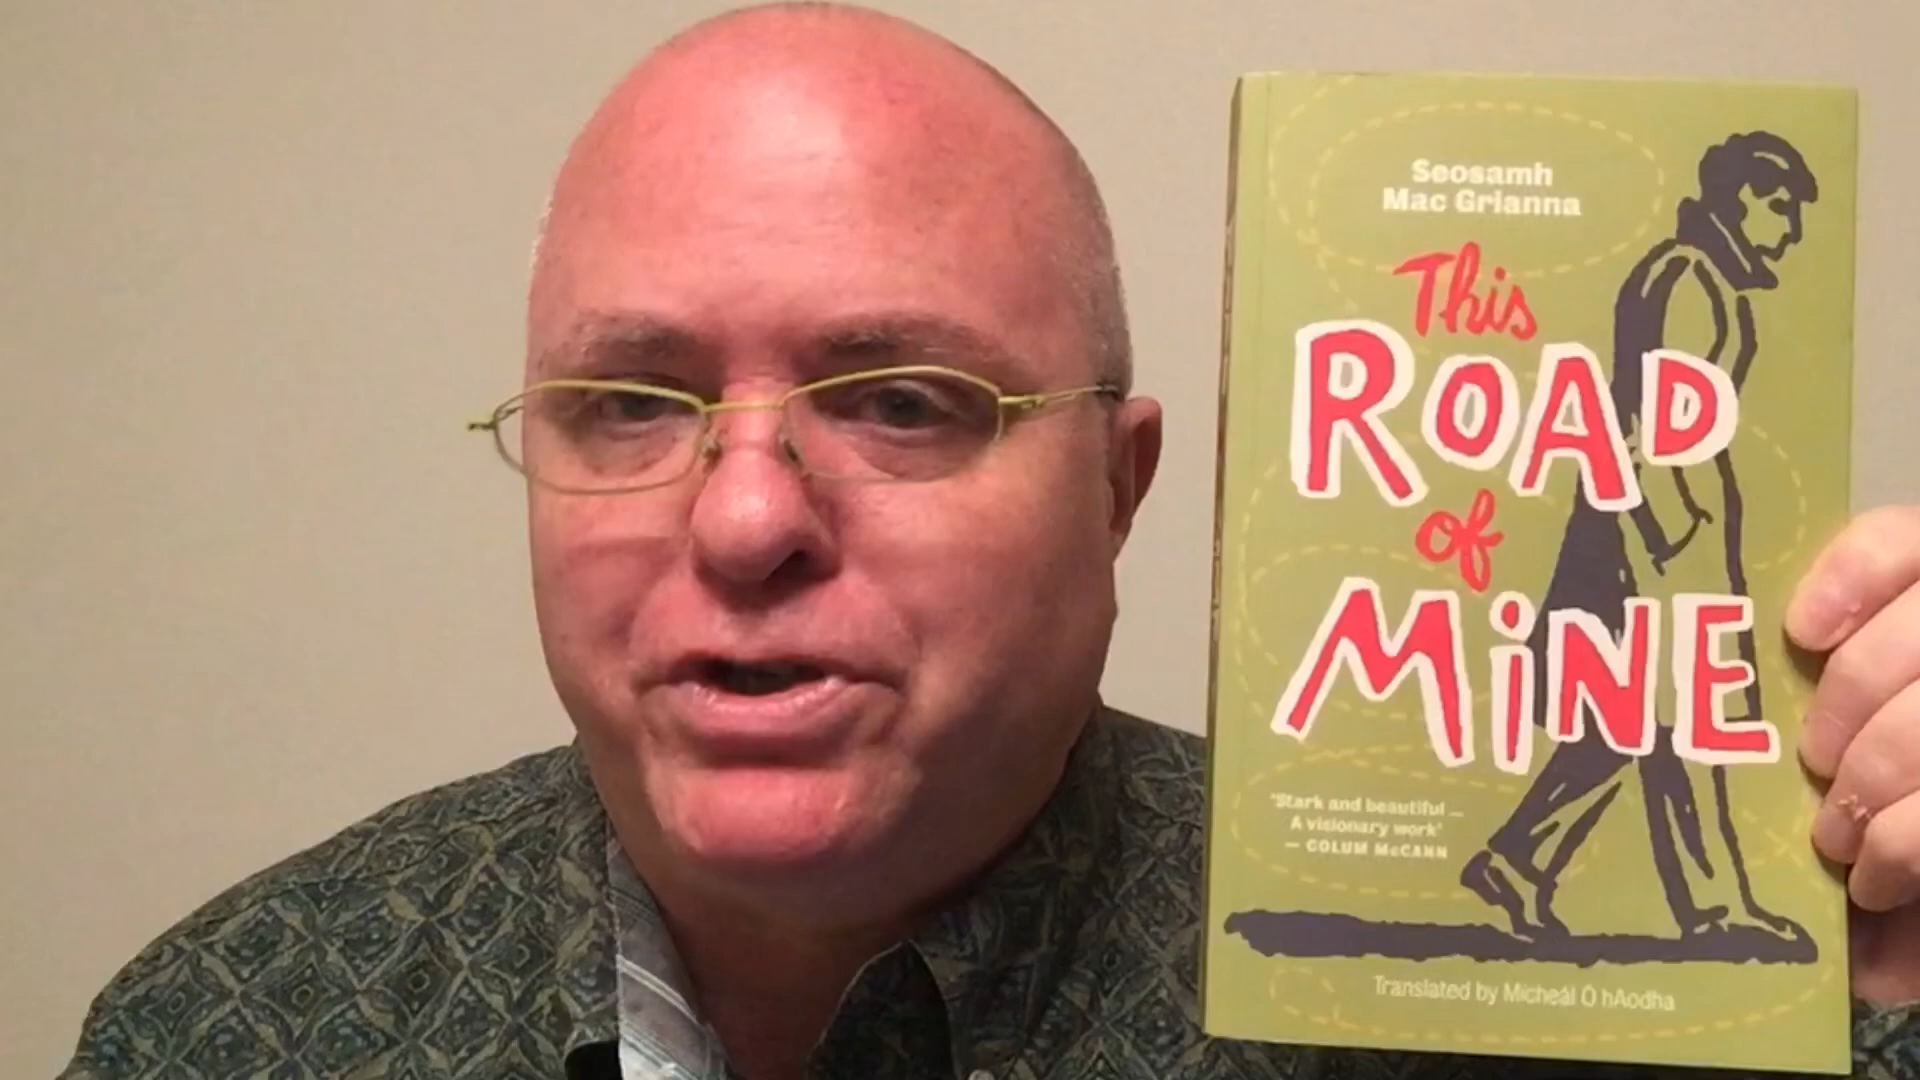 Seosamh
Mac Grianna
This
ROAD
of
MiNE
"Stark and beautiful —
A visionary work"
— COLUM McCANN
Translated by Micheál Ó hAodha